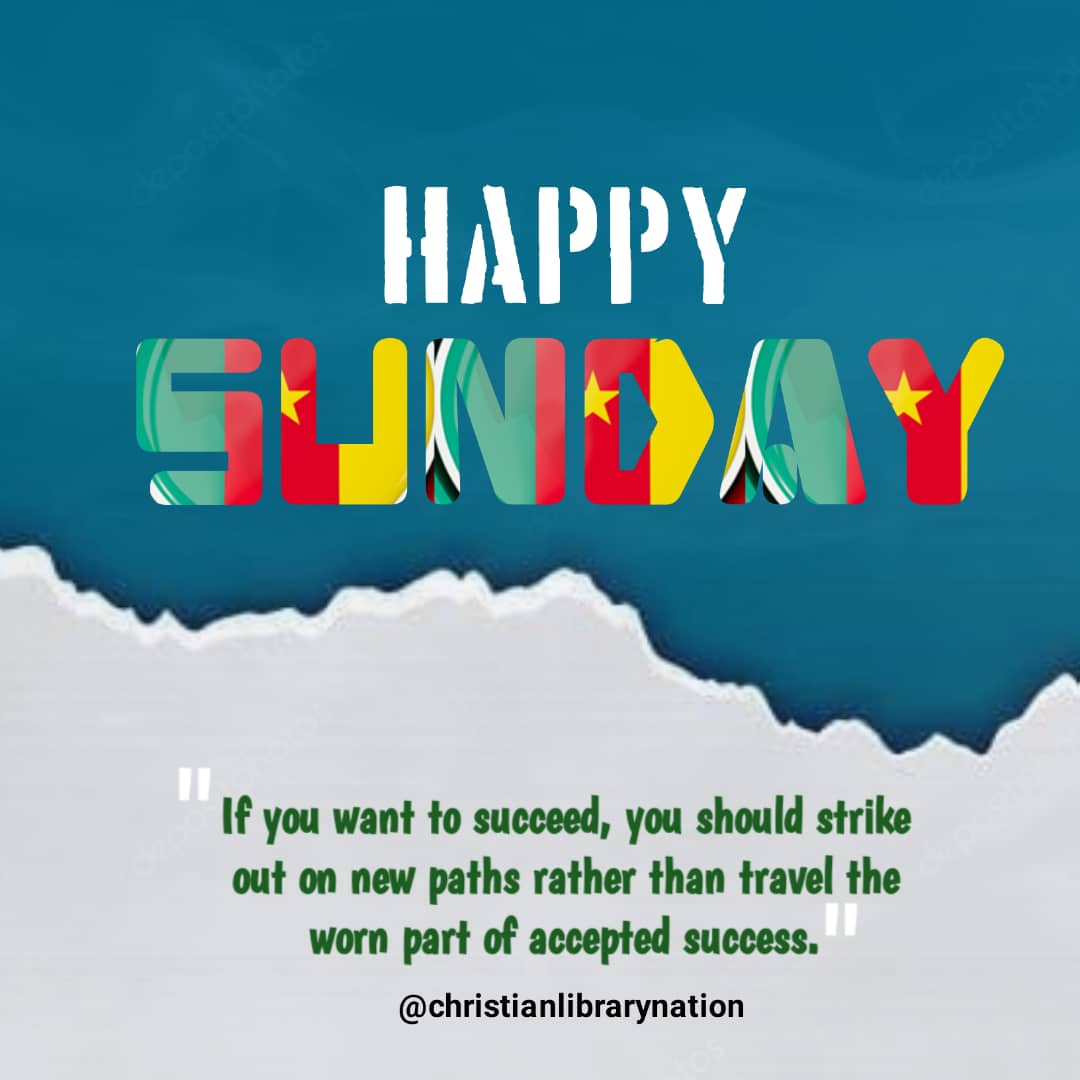 HAPPY
SUNDAY
"If you want to succeed, you should strike
out on new paths rather than travel the
worn part of accepted success."
@christianlibrarynation
depositphotos